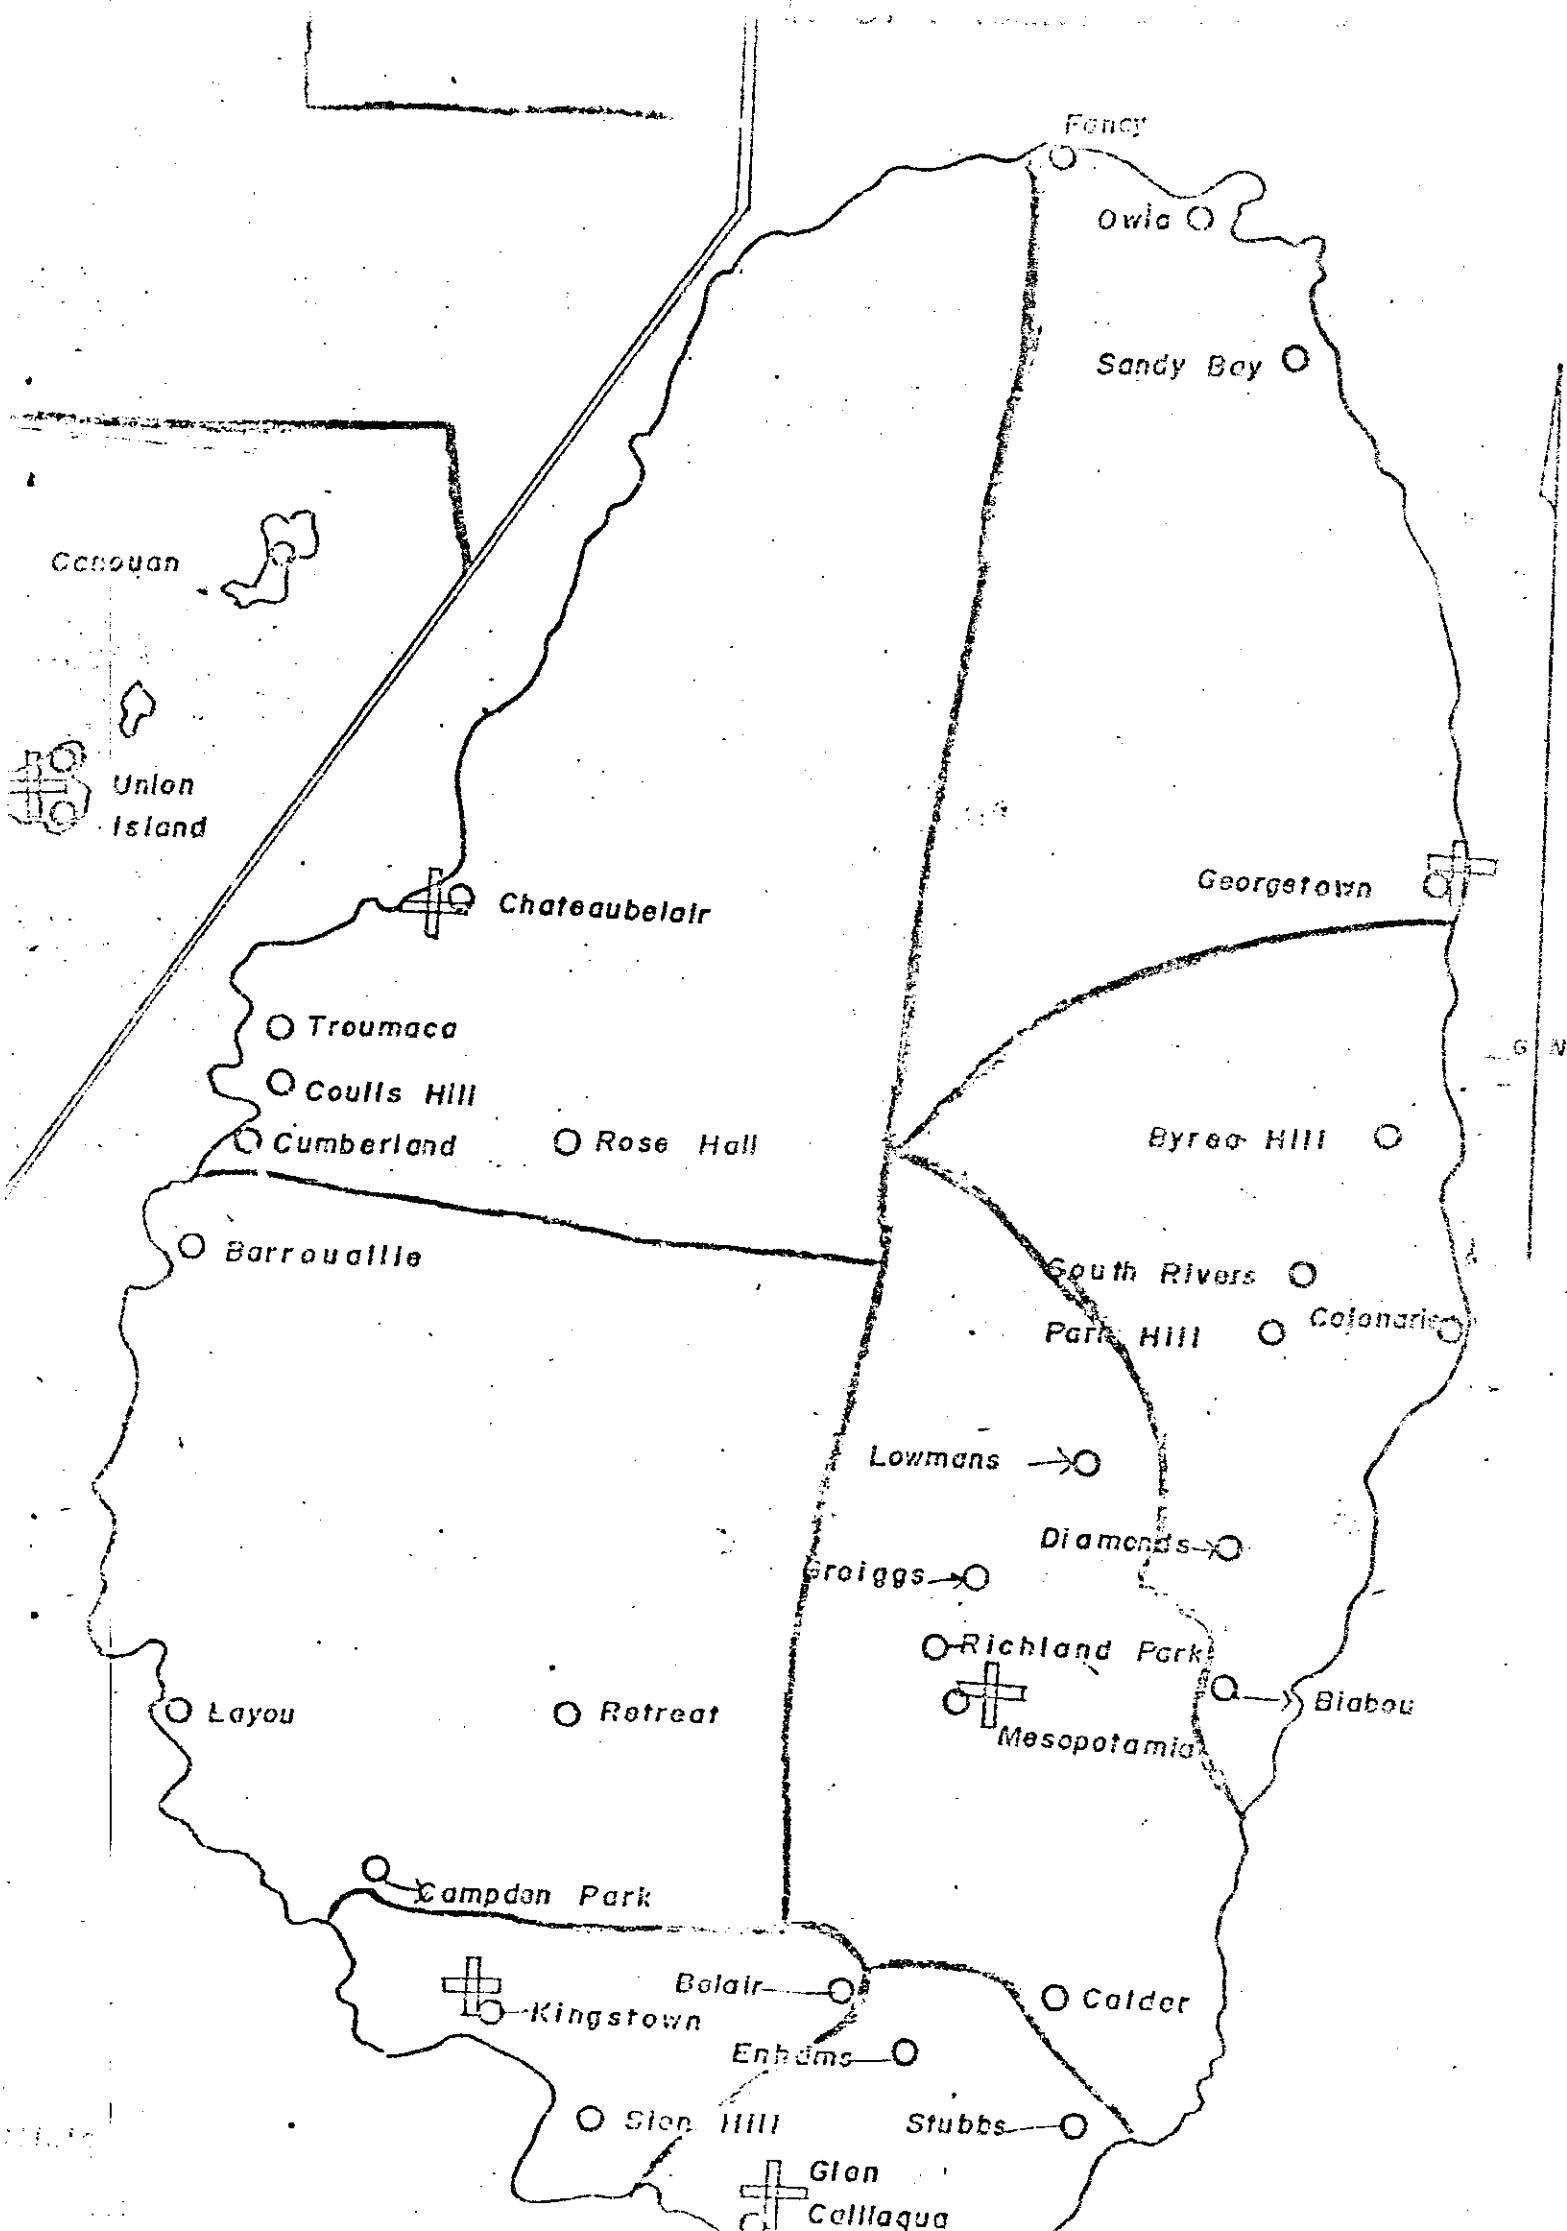 Fancy
Owia
Sandy Bay
Canouan
Union
Island
Georgetown
Chateaubelair
Troumaca
G N
Coulls Hill
Byrea Hill
Cumberland
Rose Hall
Barrouallie
South Rivers
Colonarie
Park Hill
Lowmans
Diamonds
Greiggs
Richland Park
Biabou
Layou
Retreat
Mesopotamia
Campden Park
Belair
Calder
Kingstown
Enhams
Sion Hill
Stubbs
Glen
Calliaqua